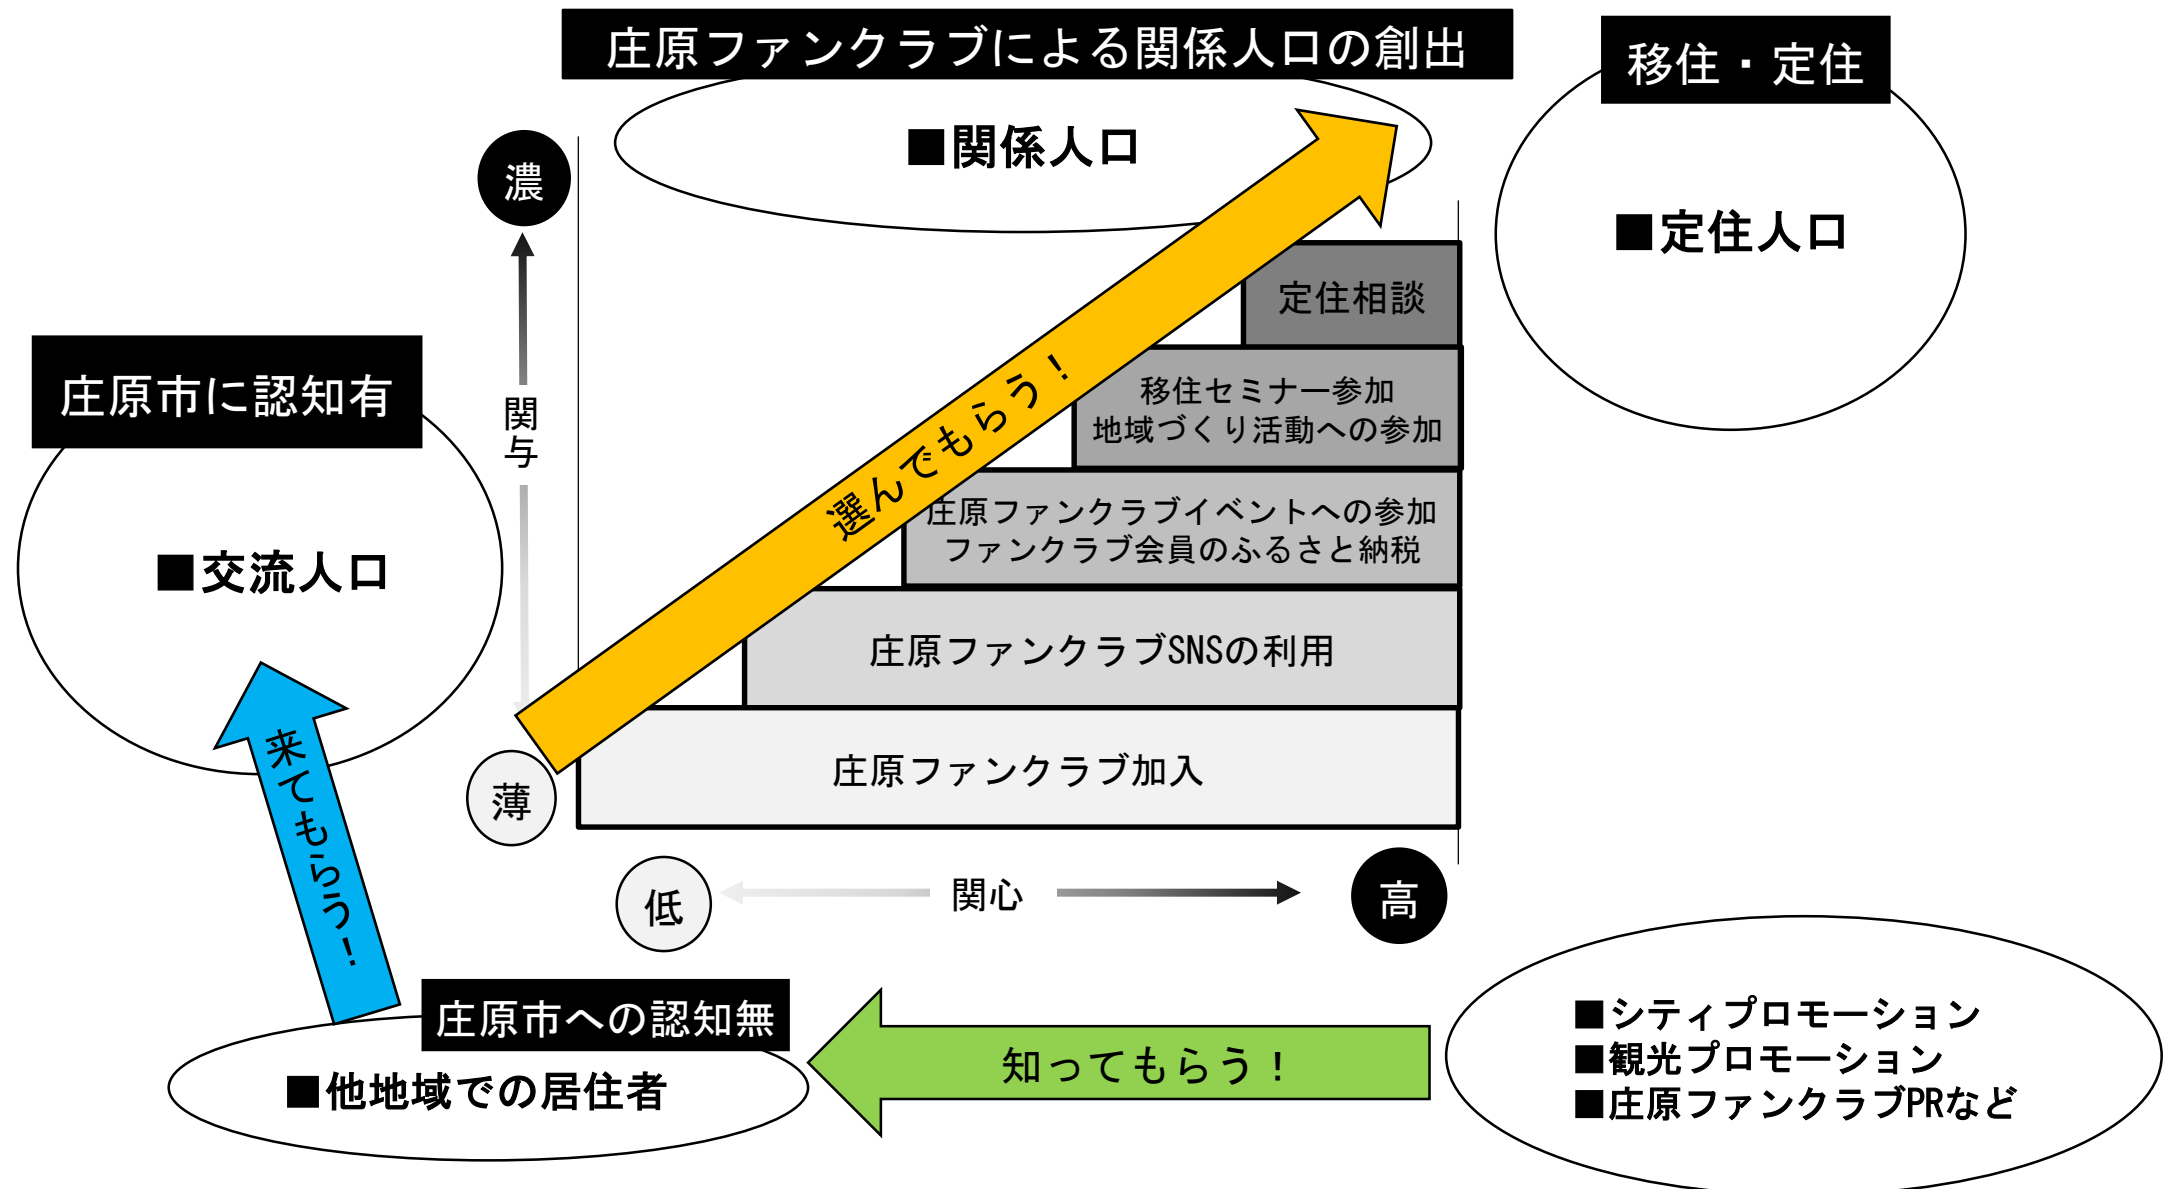 庄原ファンクラブによる関係人口の創出
移住・定住
■関係人口
濃
■定住人口
定住相談
庄原市に認知有
移住セミナー参加
地域づくり活動への参加
関与
選んでもらう！
庄原ファンクラブイベントへの参加
ファンクラブ会員のふるさと納税
■交流人口
庄原ファンクラブSNSの利用
庄原ファンクラブ加入
薄
来てもらう！
低
関心
高
庄原市への認知無
■他地域での居住者
知ってもらう！
■シティプロモーション
■観光プロモーション
■庄原ファンクラブPRなど